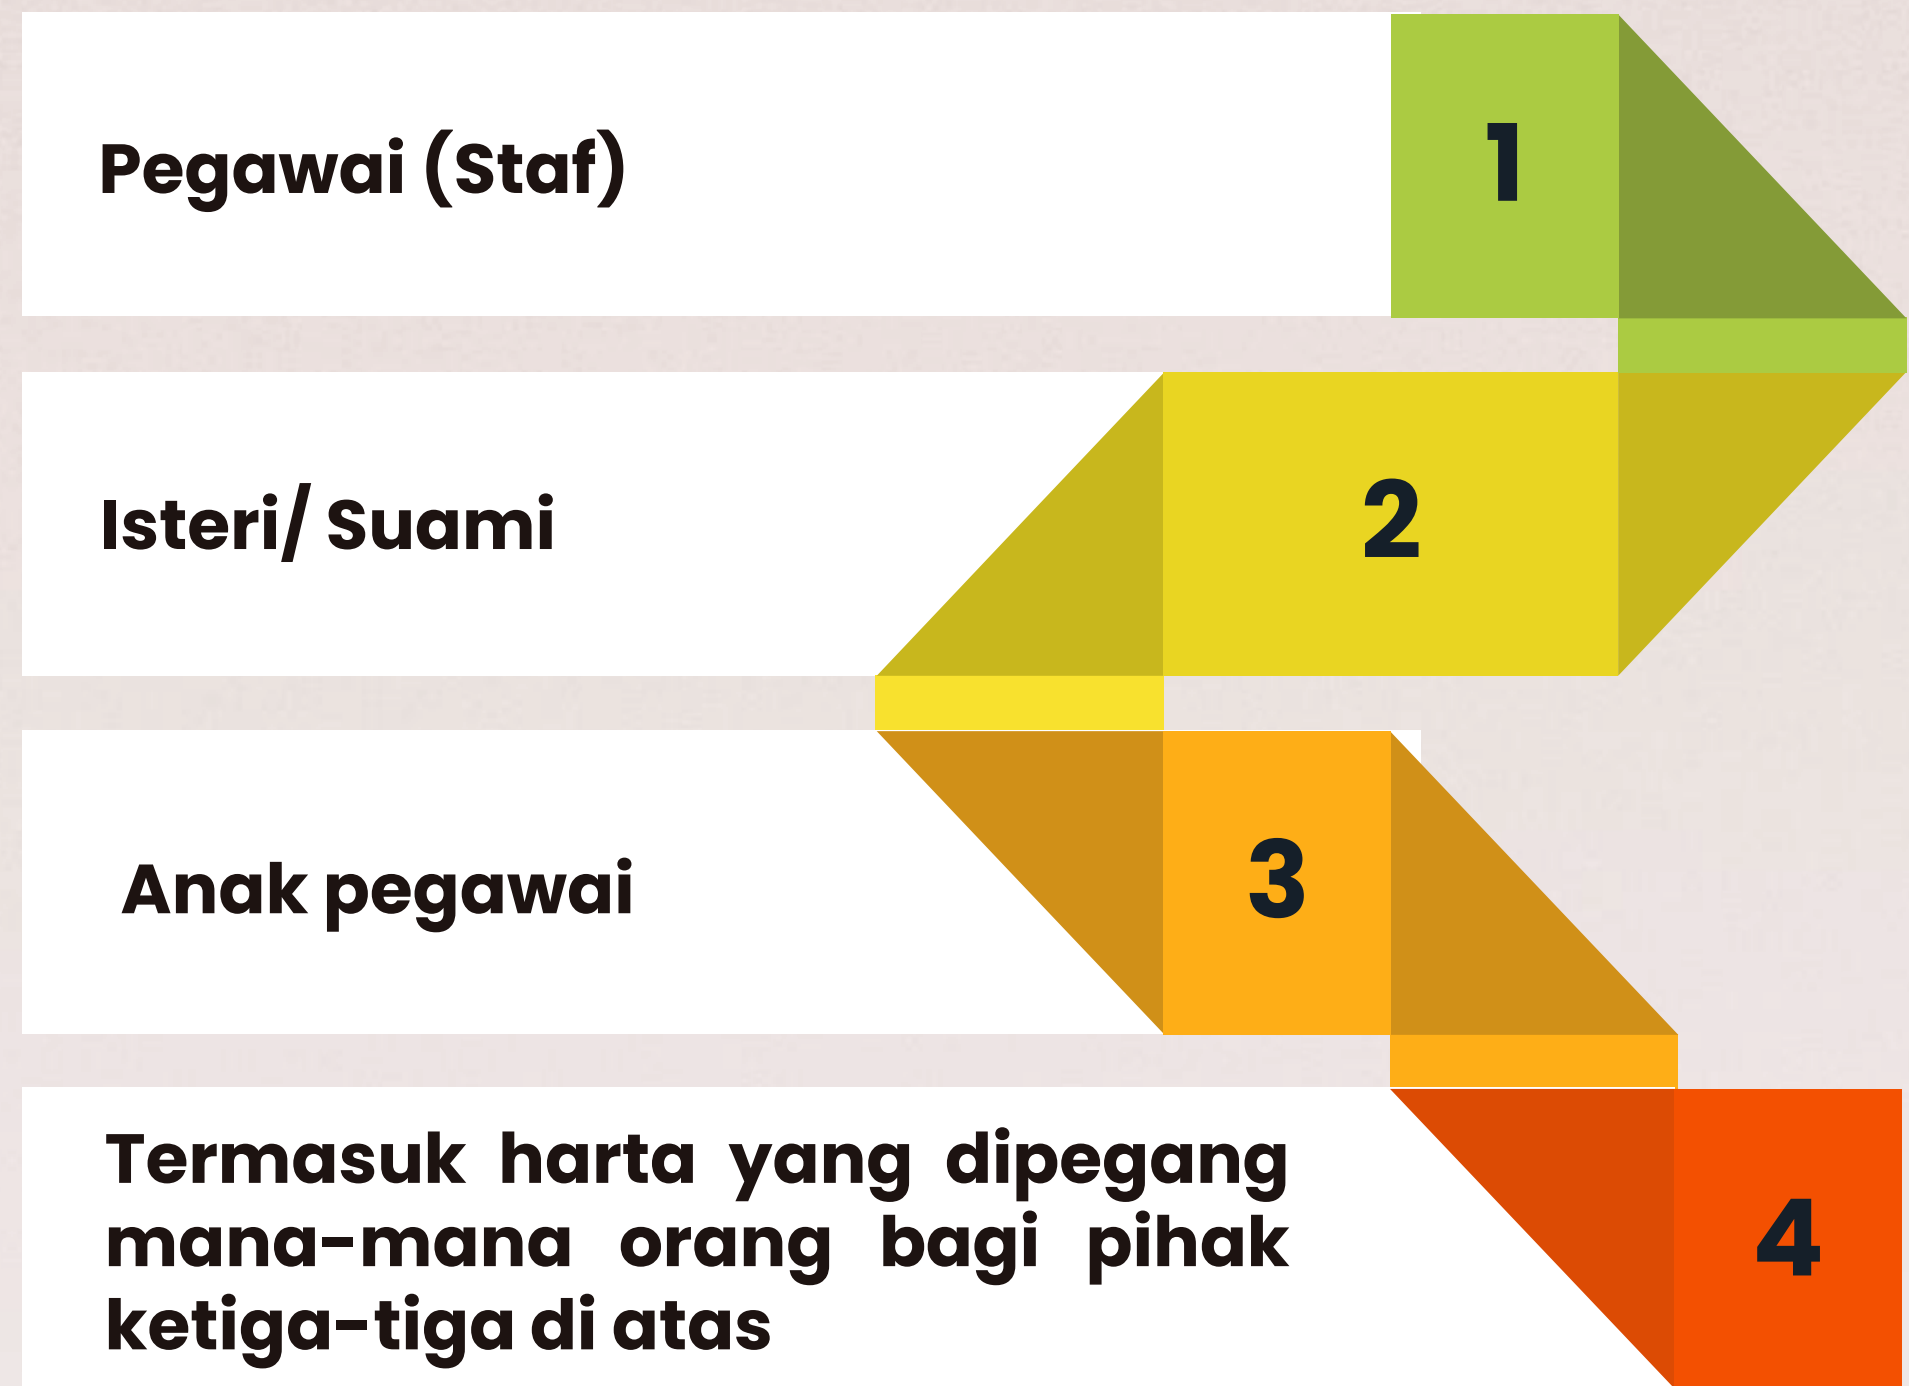 Pegawai (Staf)
1
Isteri/ Suami
2
Anak pegawai
3
Termasuk harta yang dipegang
mana-mana orang bagi pihak
ketiga-tiga di atas
4